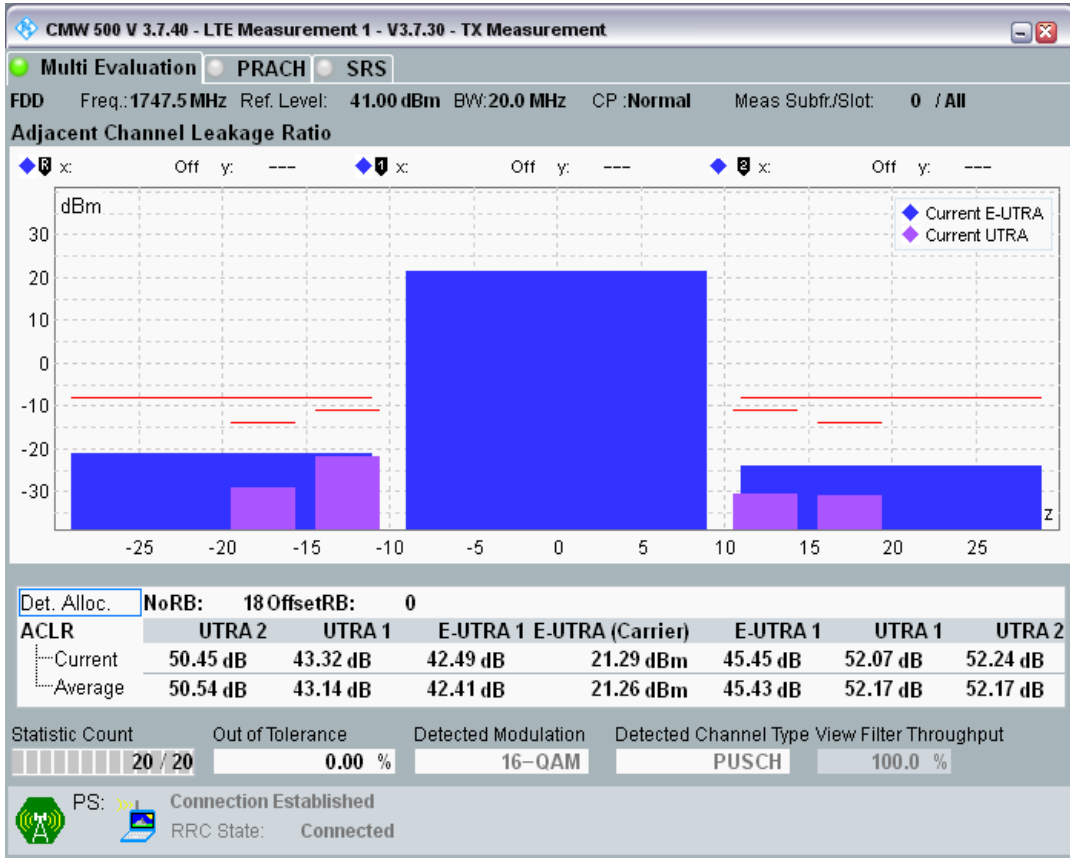 CMW 500 V 3.7.40 - LTE Measurement 1 - V3.7.30 - TX Measurement
Multi Evaluation PRACH SRS
FDD Freq.:1747.5 MHz Ref. Level: 41.00 dBm BW:20.0 MHz CP :Normal Meas Subfr./Slot: 0 / All
Adjacent Channel Leakage Ratio
R x: Off y: --- 1 x: Off y: --- 2 x: Off y: ---
dBm
Current E-UTRA
Current UTRA
30
20
10
0
-10
-20
-30
z
-25 -20 -15 -10 -5 0 5 10 15 20 25
Det. Alloc. NoRB: 18 OffsetRB: 0
ACLR UTRA 2 UTRA 1 E-UTRA 1 E-UTRA (Carrier) E-UTRA 1 UTRA 1 UTRA 2
Current 50.45 dB 43.32 dB 42.49 dB 21.29 dBm 45.45 dB 52.07 dB 52.24 dB
Average 50.54 dB 43.14 dB 42.41 dB 21.26 dBm 45.43 dB 52.17 dB 52.17 dB
Statistic Count Out of Tolerance Detected Modulation Detected Channel Type View Filter Throughput
20 / 20 0.00 % 16-QAM PUSCH 100.0 %
PS: Connection Established
RRC State: Connected